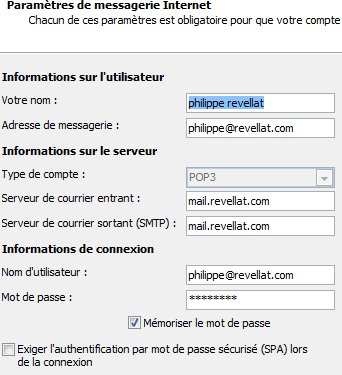 Paramètres de messagerie Internet
Chacun de ces paramètres est obligatoire pour que votre compte
Informations sur l'utilisateur
Votre nom : philippe revellat
Adresse de messagerie : philippe@revellat.com
Informations sur le serveur
Type de compte : POP3
Serveur de courrier entrant : mail.revellat.com
Serveur de courrier sortant (SMTP) : mail.revellat.com
Informations de connexion
Nom d'utilisateur : philippe@revellat.com
Mot de passe : ********
Mémoriser le mot de passe
Exiger l'authentification par mot de passe sécurisé (SPA) lors
de la connexion